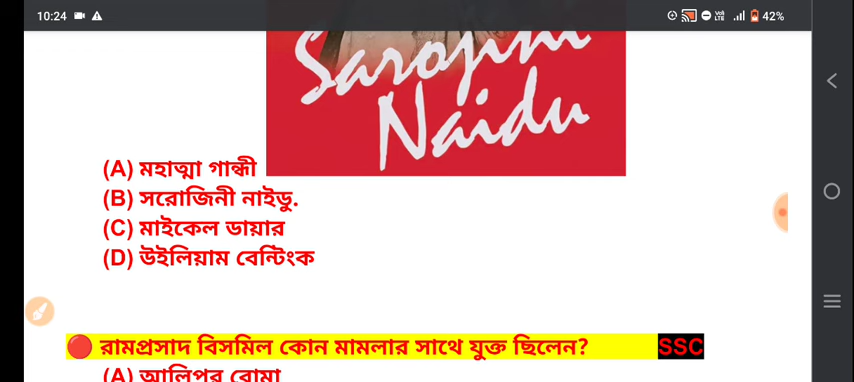 10:24
42%
Sarojini
Naidu
(A) মহাত্মা গান্ধী
(B) সরোজিনী নাইডু.
(C) মাইকেল ডায়ার
(D) উইলিয়াম বেন্টিংক
রামপ্রসাদ বিসমিল কোন মামলার সাথে যুক্ত ছিলেন? SSC
(A) আলিপুর বোমা